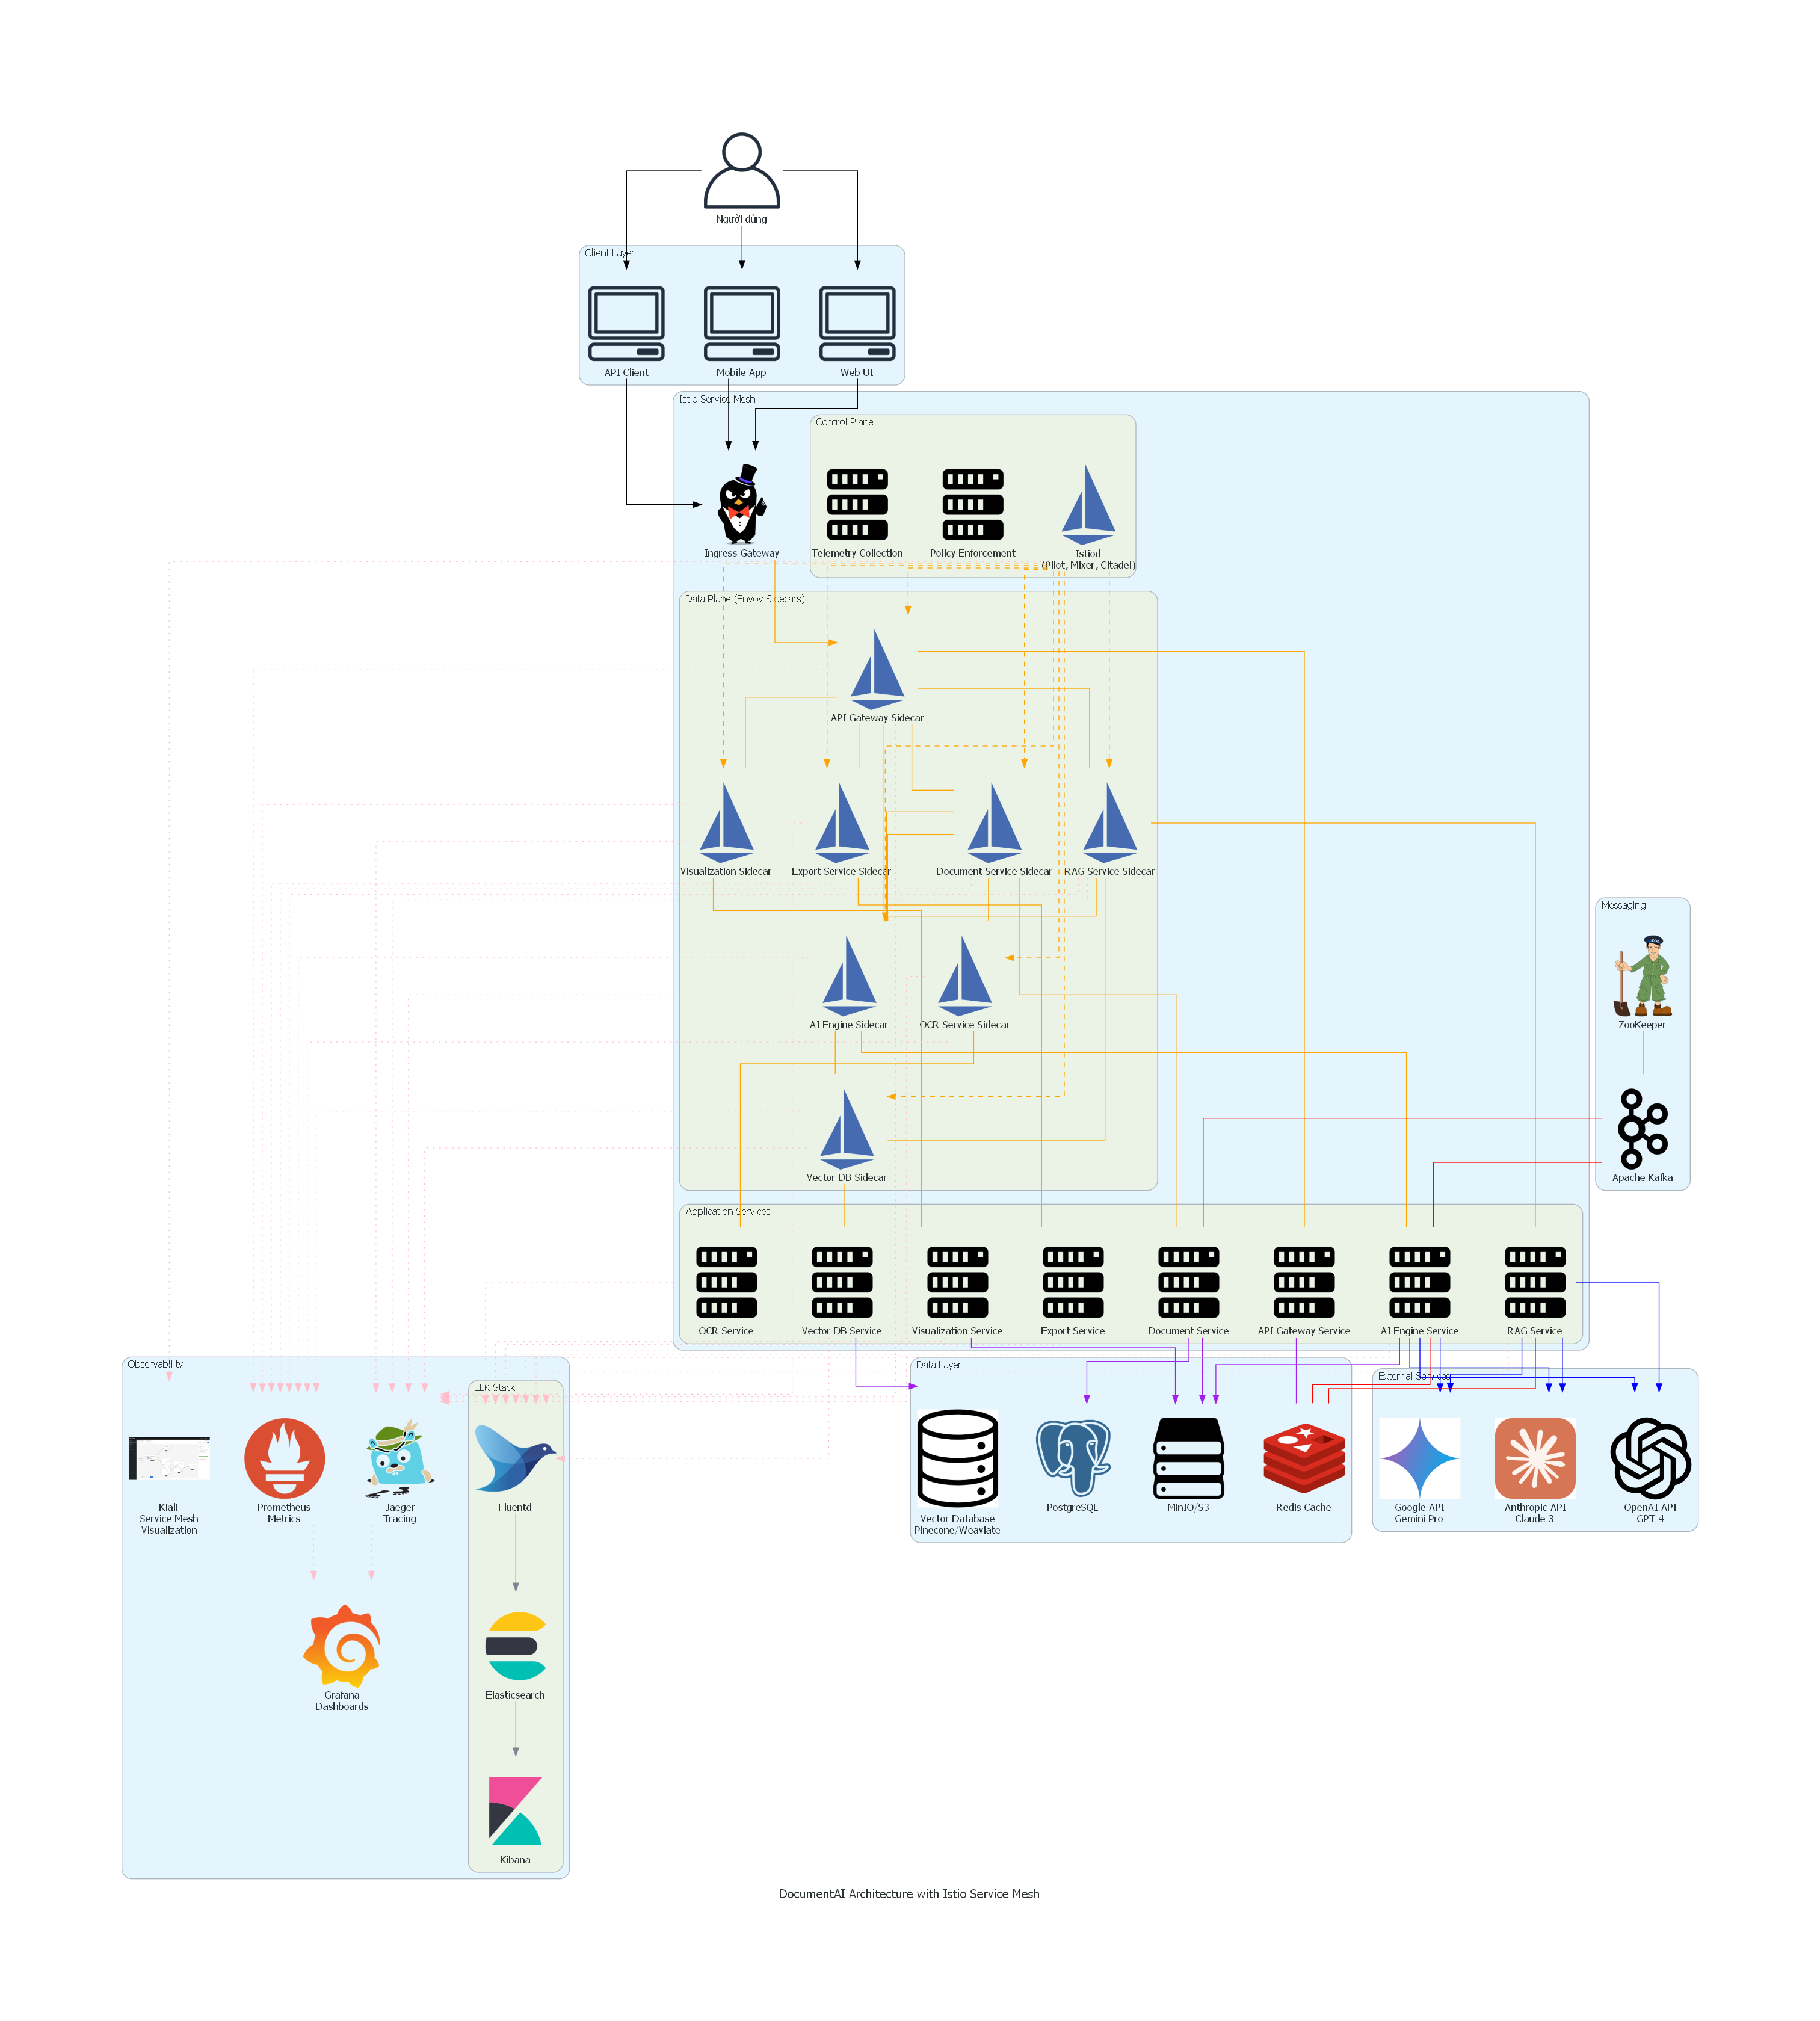 Người dùng
Client Layer
API Client
Mobile App
Web UI
Istio Service Mesh
Control Plane
Ingress Gateway
Telemetry Collection
Policy Enforcement
Istiod
(Pilot, Mixer, Citadel)
Data Plane (Envoy Sidecars)
API Gateway Sidecar
Visualization Sidecar
Export Service Sidecar
Document Service Sidecar
RAG Service Sidecar
Messaging
ZooKeeper
AI Engine Sidecar
OCR Service Sidecar
Vector DB Sidecar
Apache Kafka
Application Services
OCR Service
Vector DB Service
Visualization Service
Export Service
Document Service
API Gateway Service
AI Engine Service
RAG Service
Observability
ELK Stack
Data Layer
External Services
Kiali
Service Mesh
Visualization
Prometheus
Metrics
Jaeger
Tracing
Fluentd
Vector Database
Pinecone/Weaviate
PostgreSQL
MinIO/S3
Redis Cache
Google API
Gemini Pro
Anthropic API
Claude 3
OpenAI API
GPT-4
Grafana
Dashboards
Elasticsearch
Kibana
DocumentAI Architecture with Istio Service Mesh